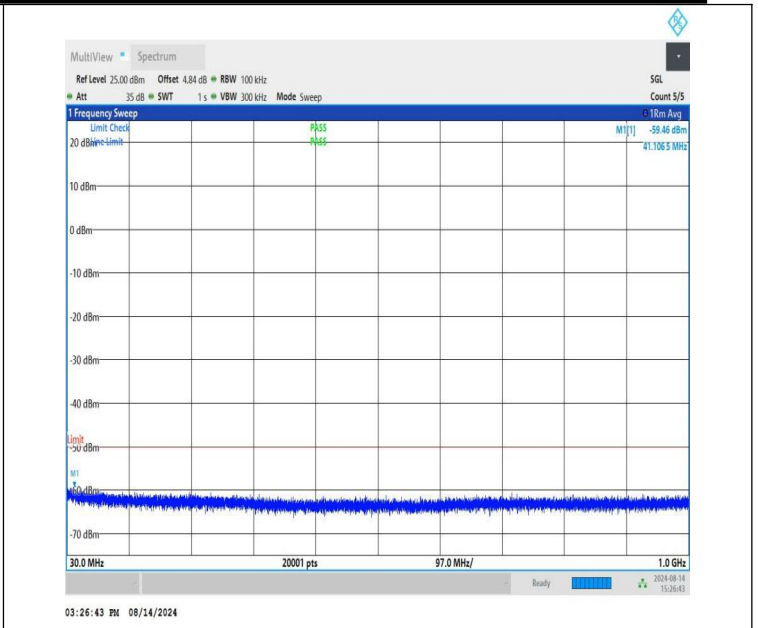 R S
MultiView Spectrum
Ref Level 25.00 dBm Offset 4.84 dB RBW 100 kHz SGL
Att 35 dB SWT 1 s VBW 300 kHz Mode Sweep Count 5/5
1 Frequency Sweep 1Rm Avg
Limit Check PASS M1[1] -59.46 dBm
20 dBm Line Limit PASS 41.106 5 MHz
10 dBm
0 dBm
-10 dBm
-20 dBm
-30 dBm
-40 dBm
Limit
-50 dBm
M1
-60 dBm
-70 dBm
30.0 MHz 20001 pts 97.0 MHz/ 1.0 GHz
Ready 2024-08-14
15:26:43
03:26:43 PM 08/14/2024